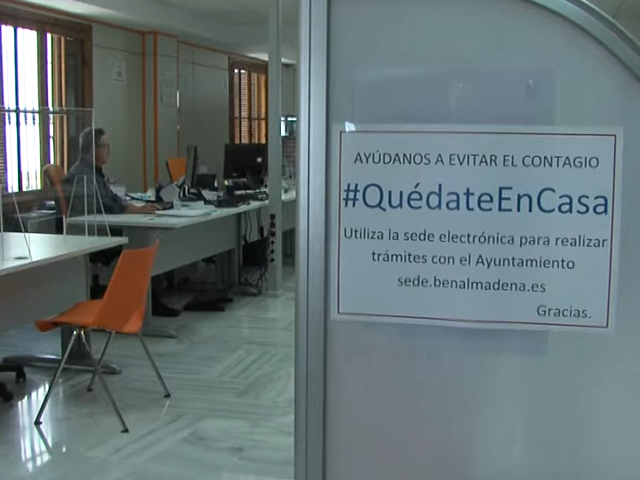 AYÚDANOS A EVITAR EL CONTAGIO
#QuédateEnCasa
Utiliza la sede electrónica para realizar
trámites con el Ayuntamiento
sede.benalmadena.es
Gracias.